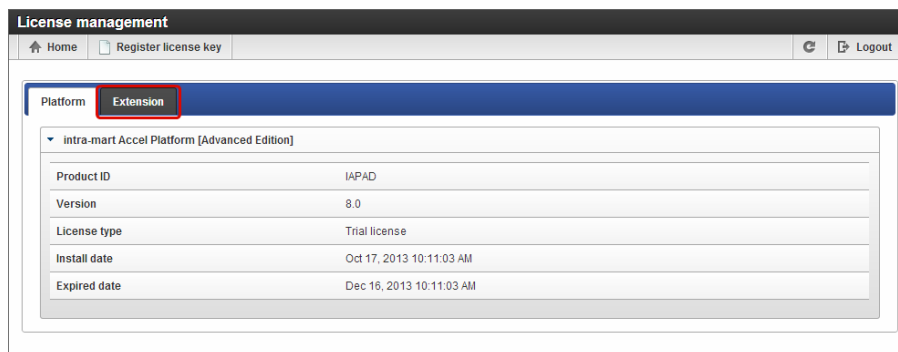 License management
Home Register license key Logout
Platform Extension
intra-mart Accel Platform [Advanced Edition]
Product ID IAPAD
Version 8.0
License type Trial license
Install date Oct 17, 2013 10:11:03 AM
Expired date Dec 16, 2013 10:11:03 AM